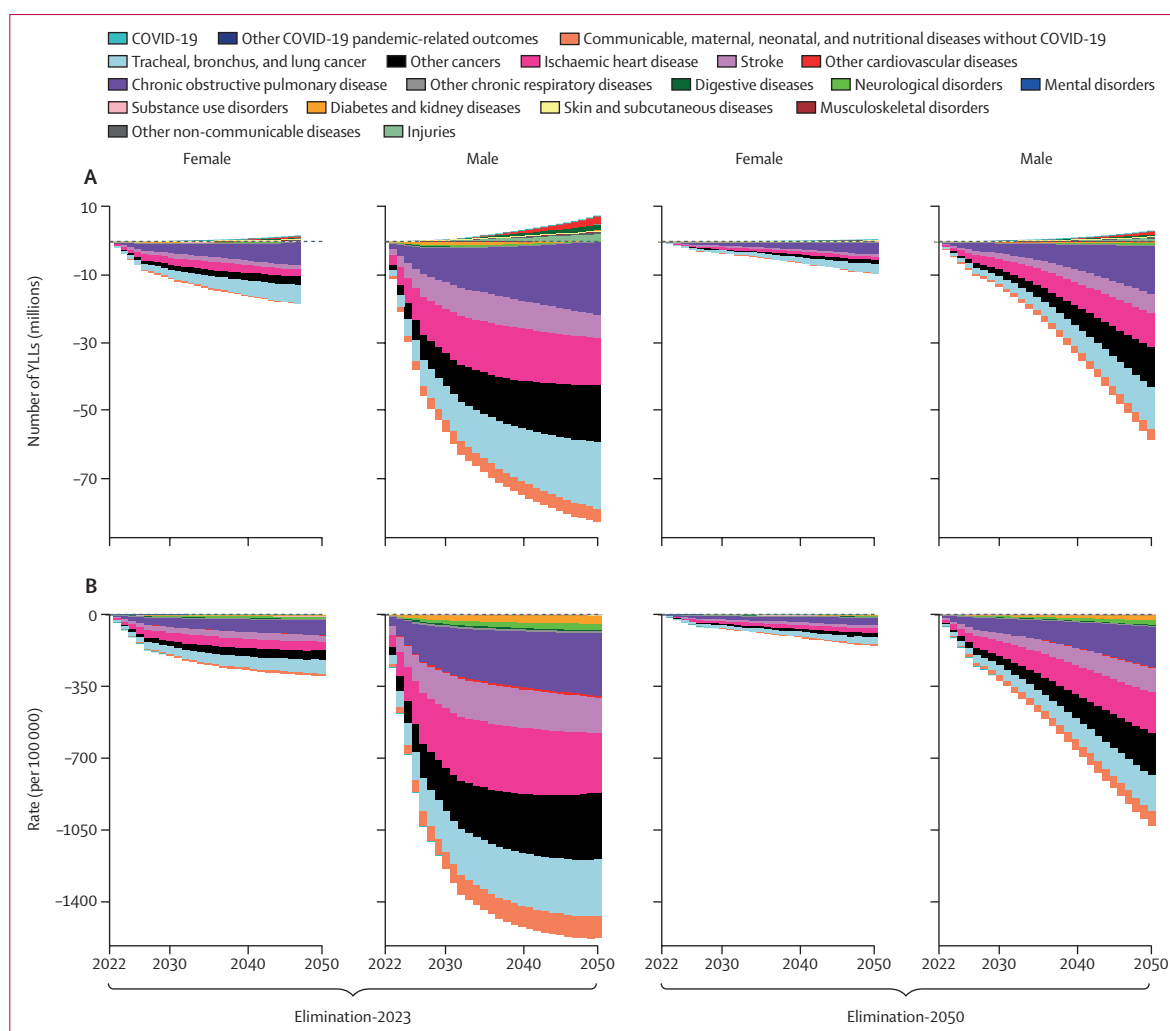 COVID-19 Other COVID-19 pandemic-related outcomes Communicable, maternal, neonatal, and nutritional diseases without COVID-19
Tracheal, bronchus, and lung cancer Other cancers Ischaemic heart disease Stroke Other cardiovascular diseases
Chronic obstructive pulmonary disease Other chronic respiratory diseases Digestive diseases Neurological disorders Mental disorders
Substance use disorders Diabetes and kidney diseases Skin and subcutaneous diseases Musculoskeletal disorders
Other non-communicable diseases Injuries
Female Male Female Male
A
Number of YLLs (millions)
10
0
–10
–30
–50
–70
B
Rate (per 100 000)
0
–350
–700
–1050
–1400
2022 2030 2040 2050 2022 2030 2040 2050 2022 2030 2040 2050 2022 2030 2040 2050
Elimination-2023 Elimination-2050